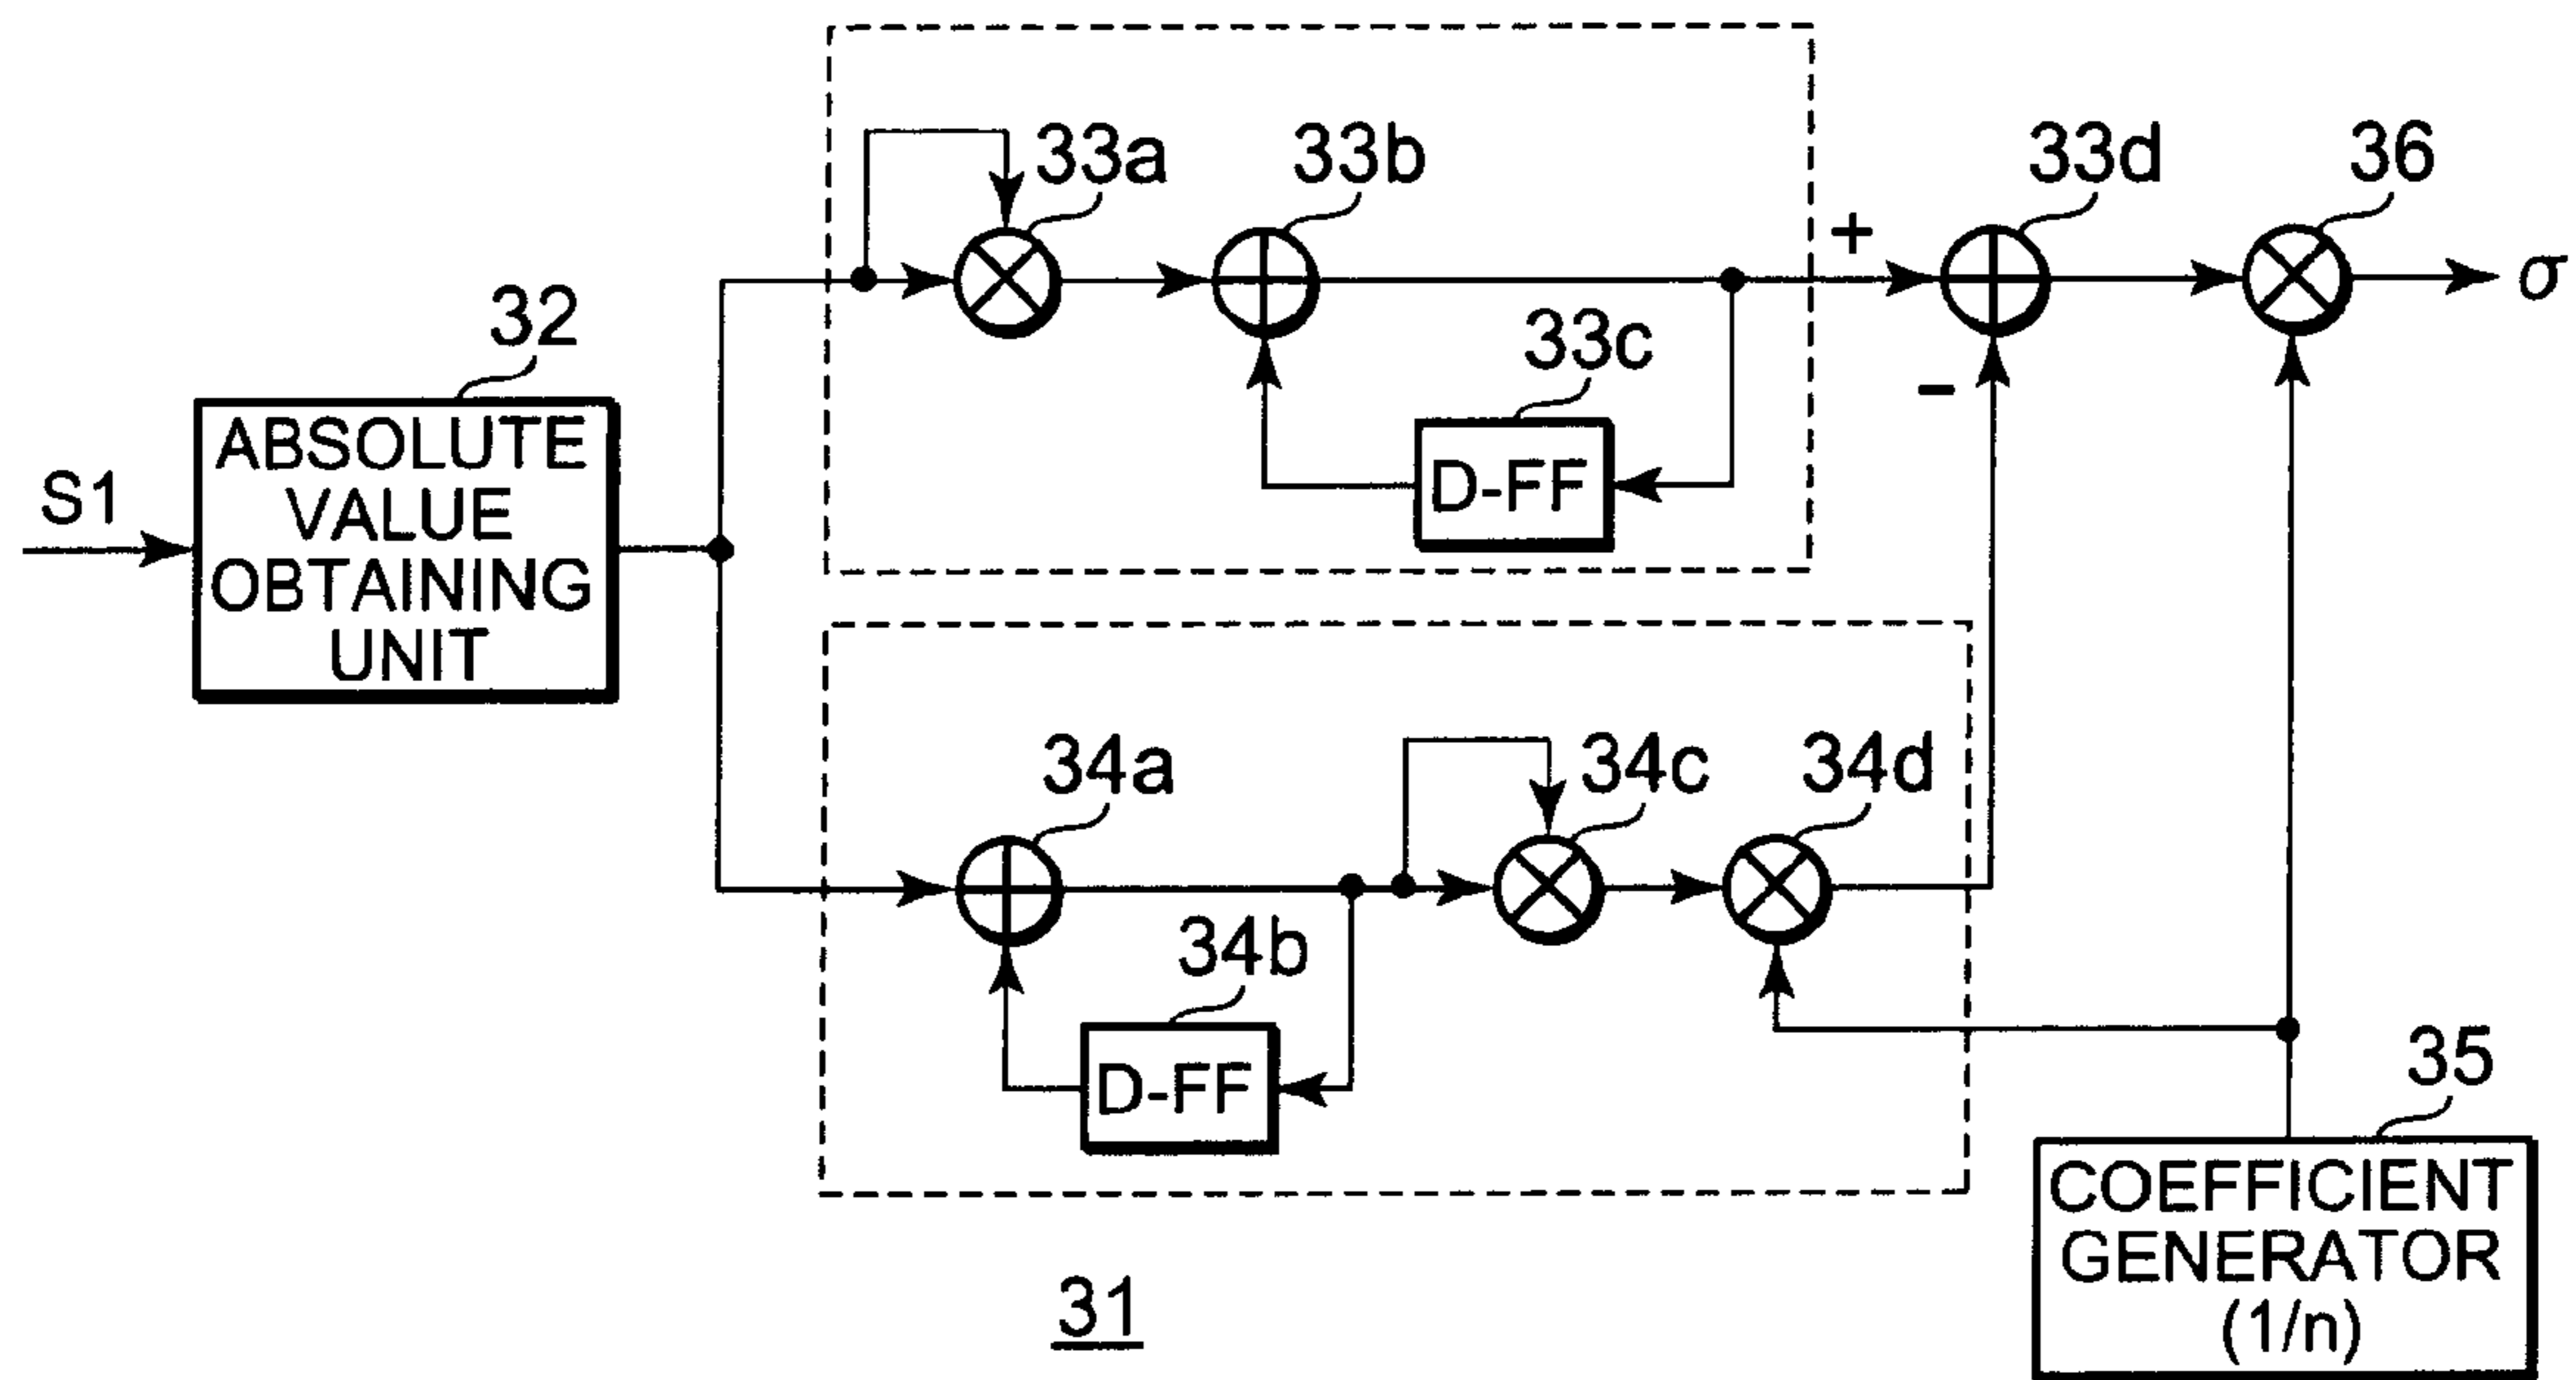 33a
33b
33d
36
+
σ
32
33c
ABSOLUTE
VALUE
OBTAINING
UNIT
S1
D-FF
-
34a
34c
34d
34b
D-FF
35
COEFFICIENT
GENERATOR
(1/n)
31